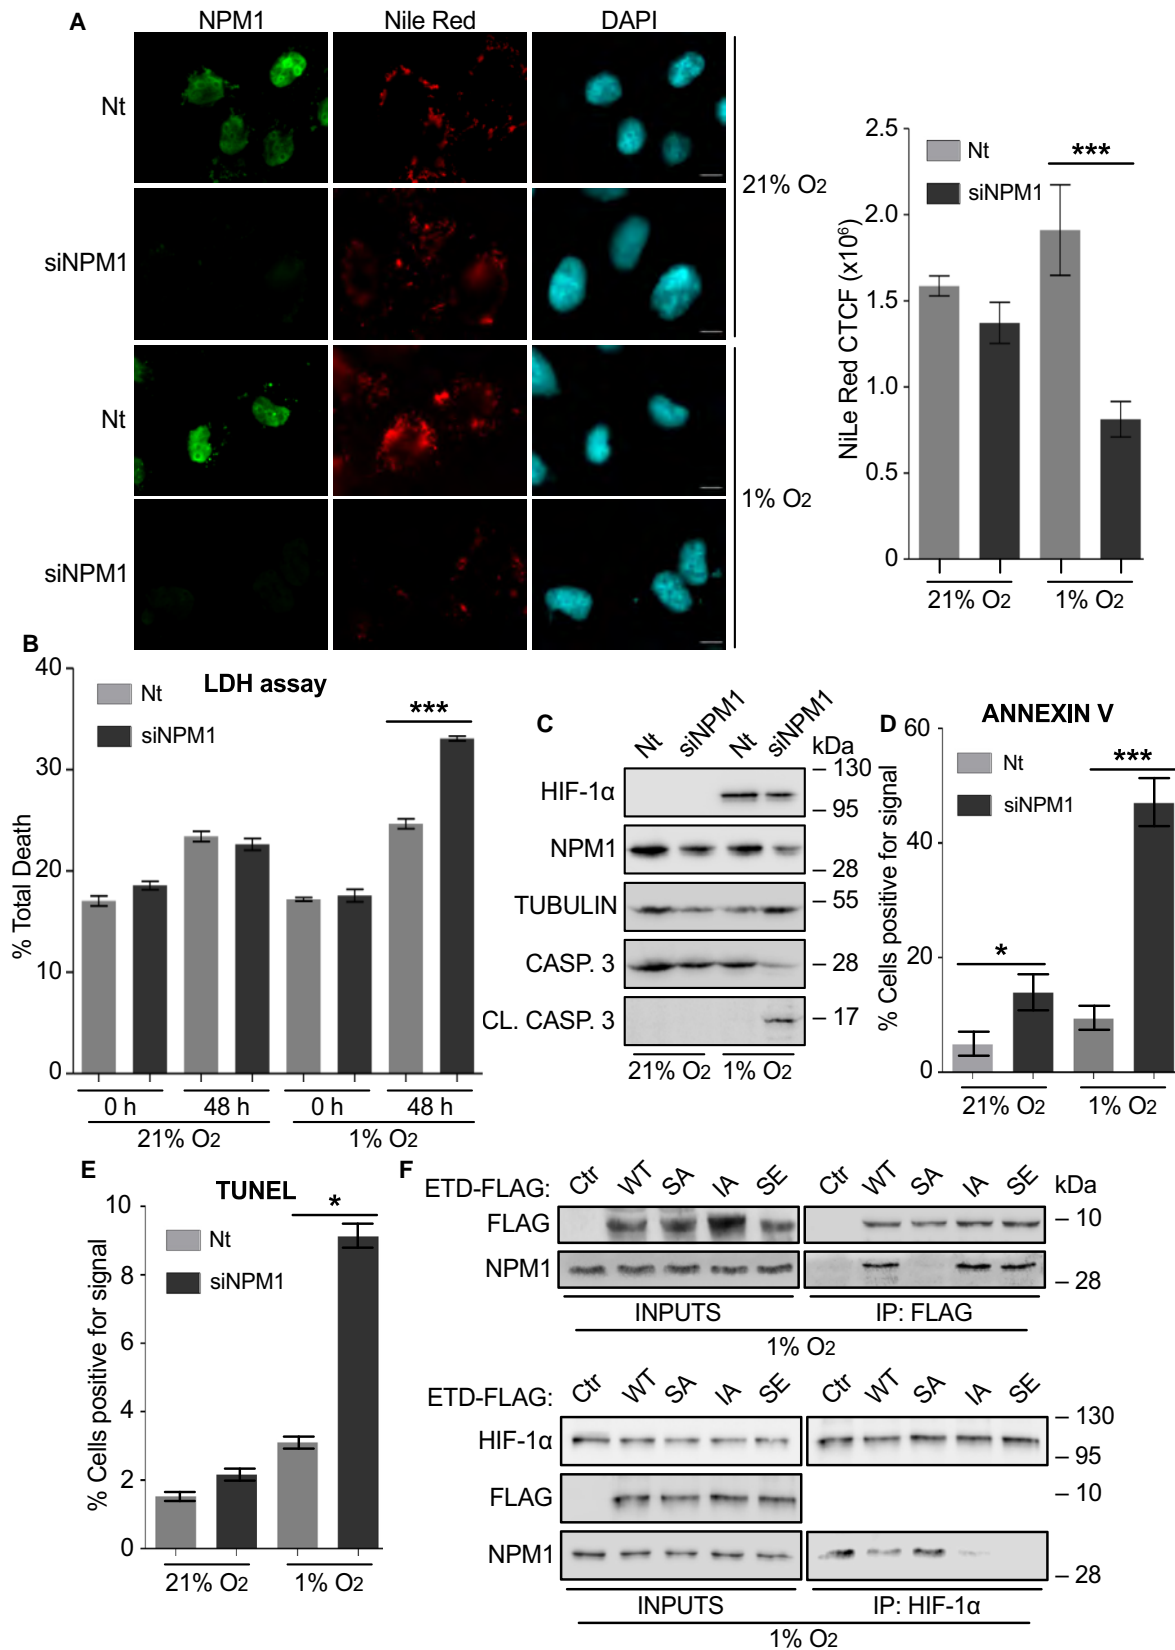 A
NPM1 Nile Red DAPI
Nt
siNPM1
21% O2
Nt
siNPM1
1% O2
NiLe Red CTCF (x10⁶)
2.5
2.0
1.5
1.0
0.5
0
Nt
siNPM1
***
21% O2 1% O2
B
LDH assay
% Total Death
40
30
20
10
0
Nt
siNPM1
***
0 h 48 h 0 h 48 h
21% O2 1% O2
C
Nt siNPM1 Nt siNPM1 kDa
HIF-1α – 130
– 95
NPM1
– 28
TUBULIN – 55
CASP. 3 – 28
CL. CASP. 3 – 17
21% O2 1% O2
D
ANNEXIN V
% Cells positive for signal
60
40
20
0
Nt
siNPM1
*
***
21% O2 1% O2
E
TUNEL
% Cells positive for signal
10
8
6
4
2
0
Nt
siNPM1
*
21% O2 1% O2
F
ETD-FLAG: Ctr WT SA IA SE Ctr WT SA IA SE kDa
FLAG – 10
NPM1 – 28
INPUTS IP: FLAG
1% O2
ETD-FLAG: Ctr WT SA IA SE Ctr WT SA IA SE
HIF-1α – 130
– 95
FLAG – 10
NPM1 – 28
INPUTS IP: HIF-1α
1% O2